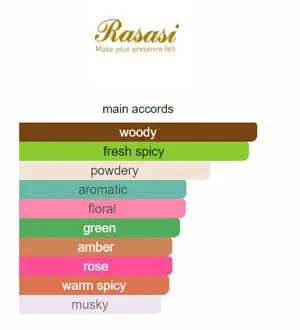 Rasasi
Make your presence felt
main accords
woody
fresh spicy
powdery
aromatic
floral
green
amber
rose
warm spicy
musky